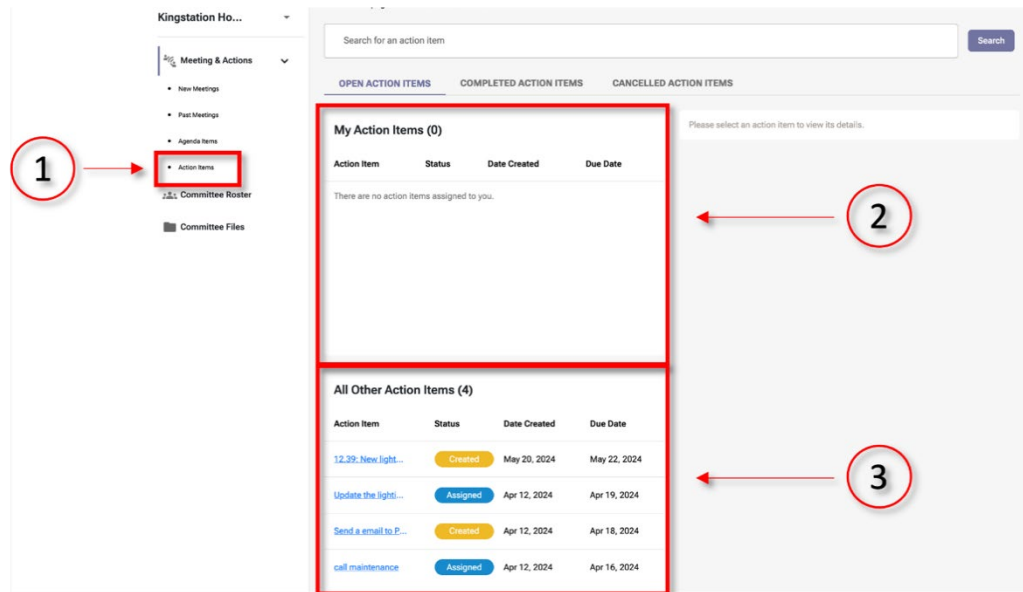 Kingstation Ho...
Meeting & Actions
New Meetings
Past Meetings
Agenda Items
Action Items
Committee Roster
Committee Files
1
Search for an action item
Search
OPEN ACTION ITEMS COMPLETED ACTION ITEMS CANCELLED ACTION ITEMS
My Action Items (0)
Action Item Status Date Created Due Date
There are no action items assigned to you.
Please select an action item to view its details.
2
All Other Action Items (4)
Action Item Status Date Created Due Date
12.39: New light... Created May 20, 2024 May 22, 2024
Update the lighti... Assigned Apr 12, 2024 Apr 19, 2024
Send a email to P... Created Apr 12, 2024 Apr 18, 2024
call maintenance Assigned Apr 12, 2024 Apr 16, 2024
3